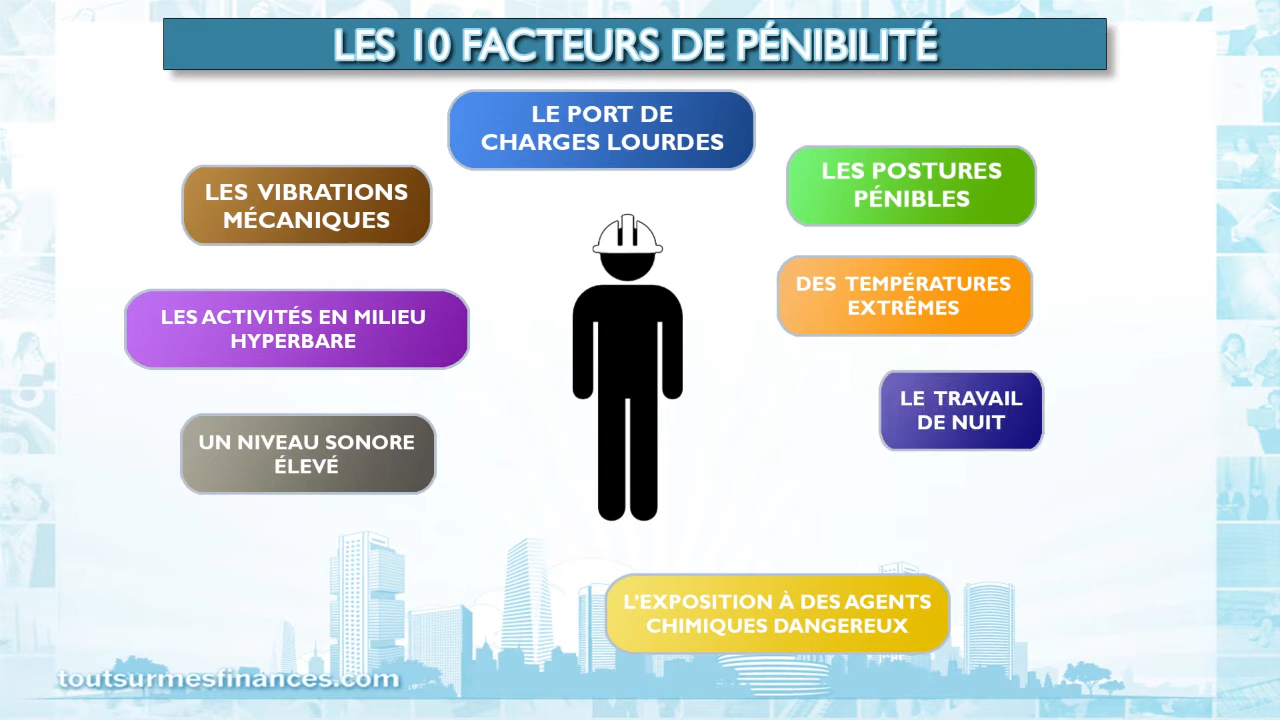 LES 10 FACTEURS DE PÉNIBILITÉ
LE PORT DE
CHARGES LOURDES
LES VIBRATIONS
MÉCANIQUES
LES POSTURES
PÉNIBLES
LES ACTIVITÉS EN MILIEU
HYPERBARE
DES TEMPÉRATURES
EXTRÊMES
UN NIVEAU SONORE
ÉLEVÉ
LE TRAVAIL
DE NUIT
L'EXPOSITION À DES AGENTS
CHIMIQUES DANGEREUX
toutsurmesfinances.com